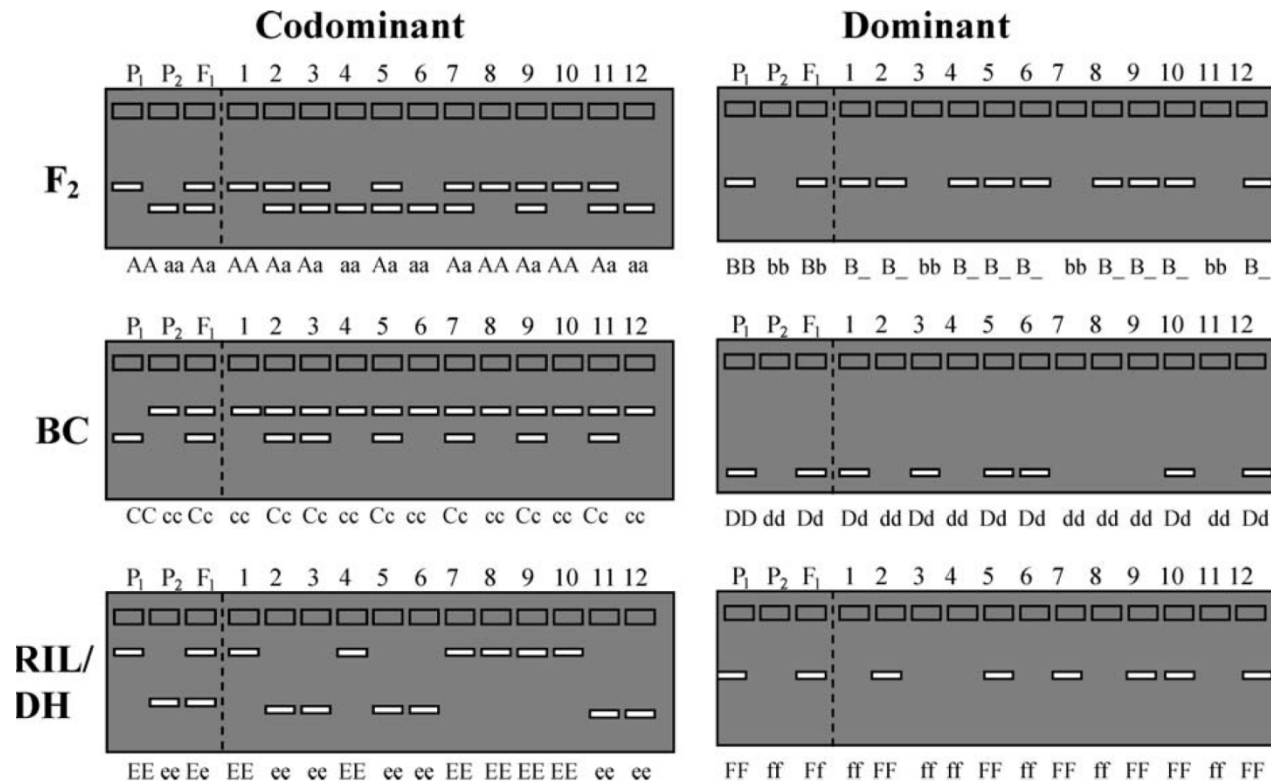 Codominant
Dominant
P₁ P₂ F₁ 1 2 3 4 5 6 7 8 9 10 11 12
P₁ P₂ F₁ 1 2 3 4 5 6 7 8 9 10 11 12
F₂
AA aa Aa AA Aa Aa aa Aa aa Aa AA Aa AA Aa aa
BB bb Bb B_ B_ bb B_ B_ B_ bb B_ B_ B_ bb B_
P₁ P₂ F₁ 1 2 3 4 5 6 7 8 9 10 11 12
P₁ P₂ F₁ 1 2 3 4 5 6 7 8 9 10 11 12
BC
CC cc Cc cc Cc Cc cc Cc cc Cc cc Cc cc Cc cc
DD dd Dd Dd dd Dd dd Dd Dd dd dd dd Dd dd Dd
P₁ P₂ F₁ 1 2 3 4 5 6 7 8 9 10 11 12
P₁ P₂ F₁ 1 2 3 4 5 6 7 8 9 10 11 12
RIL/
DH
EE ee Ee EE ee ee EE ee ee EE EE EE EE ee ee
FF ff Ff ff FF ff ff FF ff FF ff FF FF ff FF